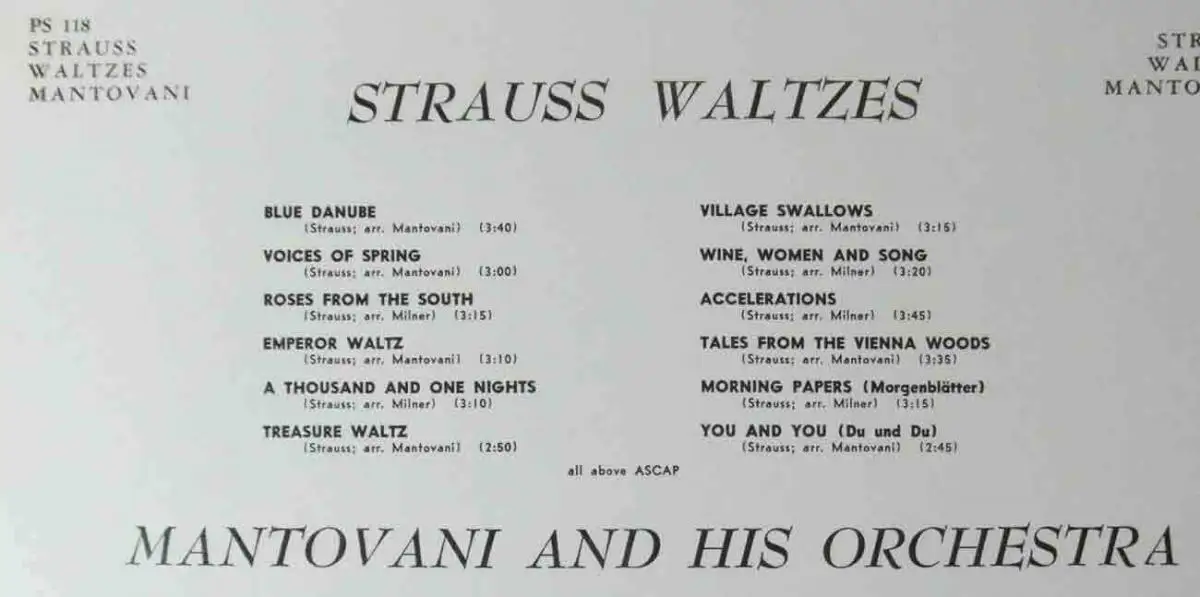 PS 118
STRAUSS
WALTZES
MANTOVANI
STRAUSS WALTZES
BLUE DANUBE
(Strauss; arr. Mantovani) (3:40)
VOICES OF SPRING
(Strauss; arr. Mantovani) (3:00)
ROSES FROM THE SOUTH
(Strauss; arr. Milner) (3:15)
EMPEROR WALTZ
(Strauss; arr. Mantovani) (3:10)
A THOUSAND AND ONE NIGHTS
(Strauss; arr. Milner) (3:10)
TREASURE WALTZ
(Strauss; arr. Mantovani) (2:50)
VILLAGE SWALLOWS
(Strauss; arr. Mantovani) (3:15)
WINE, WOMEN AND SONG
(Strauss; arr. Milner) (3:20)
ACCELERATIONS
(Strauss; arr. Milner) (3:45)
TALES FROM THE VIENNA WOODS
(Strauss; arr. Mantovani) (3:35)
MORNING PAPERS (Morgenblätter)
(Strauss; arr. Milner) (3:15)
YOU AND YOU (Du und Du)
(Strauss; arr. Mantovani) (2:45)
all above ASCAP
MANTOVANI AND HIS ORCHESTRA